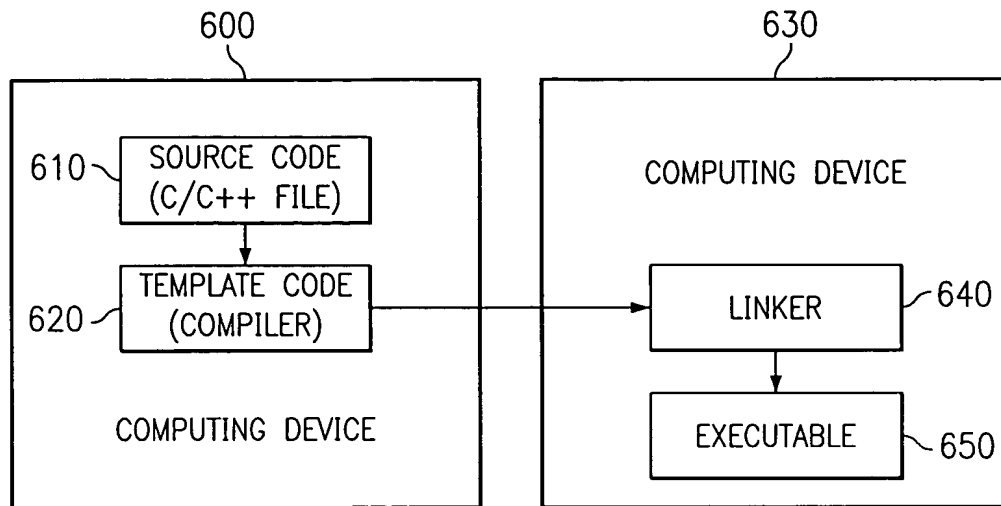 600
630
610
SOURCE CODE
(C/C++ FILE)
COMPUTING DEVICE
620
TEMPLATE CODE
(COMPILER)
LINKER
640
COMPUTING DEVICE
EXECUTABLE
650